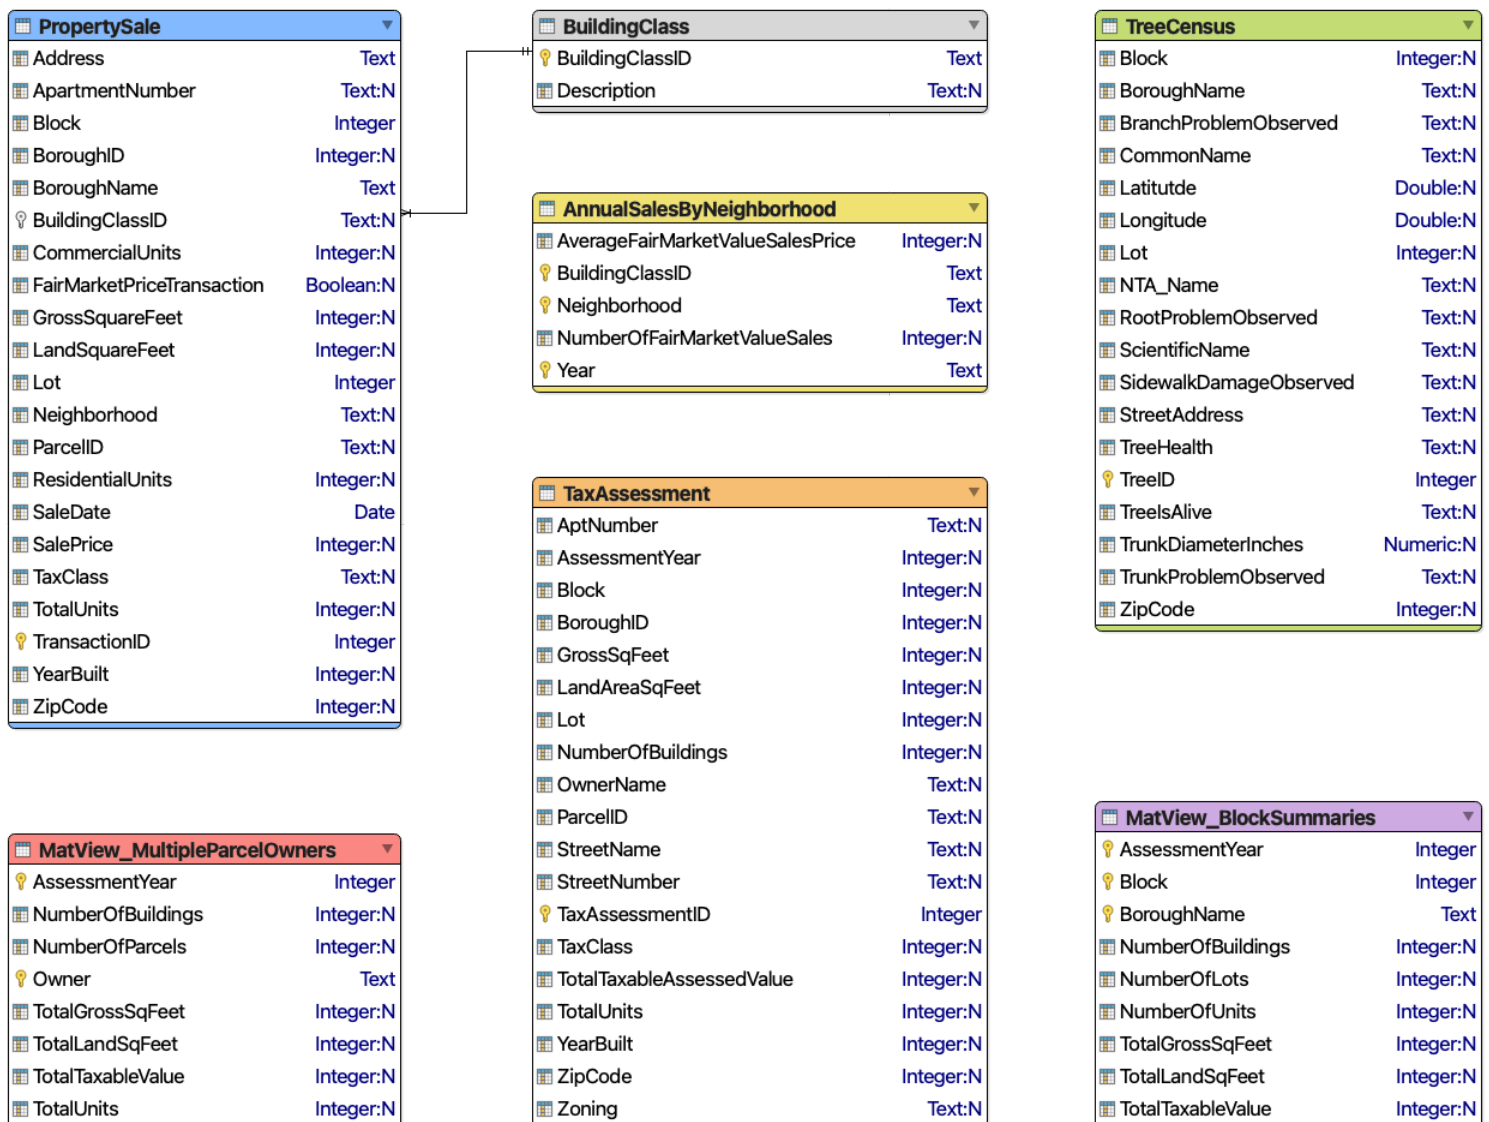 PropertySale
Address Text
ApartmentNumber Text:N
Block Integer
BoroughID Integer:N
BoroughName Text
BuildingClassID Text:N
CommercialUnits Integer:N
FairMarketPriceTransaction Boolean:N
GrossSquareFeet Integer:N
LandSquareFeet Integer:N
Lot Integer
Neighborhood Text:N
ParcelID Text:N
ResidentialUnits Integer:N
SaleDate Date
SalePrice Integer:N
TaxClass Text:N
TotalUnits Integer:N
TransactionID Integer
YearBuilt Integer:N
ZipCode Integer:N
MatView_MultipleParcelOwners
AssessmentYear Integer
NumberOfBuildings Integer:N
NumberOfParcels Integer:N
Owner Text
TotalGrossSqFeet Integer:N
TotalLandSqFeet Integer:N
TotalTaxableValue Integer:N
TotalUnits Integer:N
BuildingClass
BuildingClassID Text
Description Text:N
AnnualSalesByNeighborhood
AverageFairMarketValueSalesPrice Integer:N
BuildingClassID Text
Neighborhood Text
NumberOfFairMarketValueSales Integer:N
Year Text
TaxAssessment
AptNumber Text:N
AssessmentYear Integer:N
Block Integer:N
BoroughID Integer:N
GrossSqFeet Integer:N
LandAreaSqFeet Integer:N
Lot Integer:N
NumberOfBuildings Integer:N
OwnerName Text:N
ParcelID Text:N
StreetName Text:N
StreetNumber Text:N
TaxAssessmentID Integer
TaxClass Integer:N
TotalTaxableAssessedValue Integer:N
TotalUnits Integer:N
YearBuilt Integer:N
ZipCode Integer:N
Zoning Text:N
TreeCensus
Block Integer:N
BoroughName Text:N
BranchProblemObserved Text:N
CommonName Text:N
Latitutde Double:N
Longitude Double:N
Lot Integer:N
NTA_Name Text:N
RootProblemObserved Text:N
ScientificName Text:N
SidewalkDamageObserved Text:N
StreetAddress Text:N
TreeHealth Text:N
TreeID Integer
TreeIsAlive Text:N
TrunkDiameterInches Numeric:N
TrunkProblemObserved Text:N
ZipCode Integer:N
MatView_BlockSummaries
AssessmentYear Integer
Block Integer
BoroughName Text
NumberOfBuildings Integer:N
NumberOfLots Integer:N
NumberOfUnits Integer:N
TotalGrossSqFeet Integer:N
TotalLandSqFeet Integer:N
TotalTaxableValue Integer:N